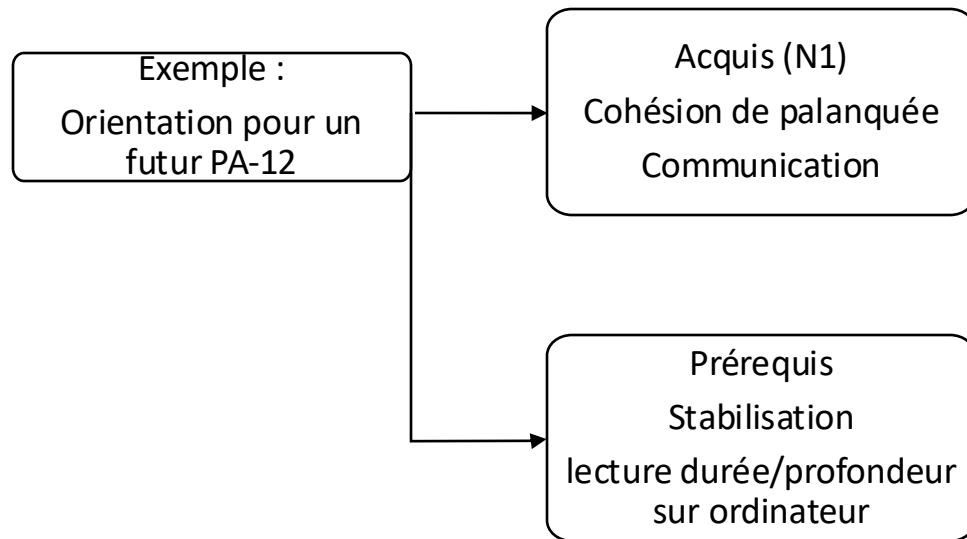 Exemple :
Orientation pour un
futur PA-12
Acquis (N1)
Cohésion de palanquée
Communication
Prérequis
Stabilisation
lecture durée/profondeur
sur ordinateur